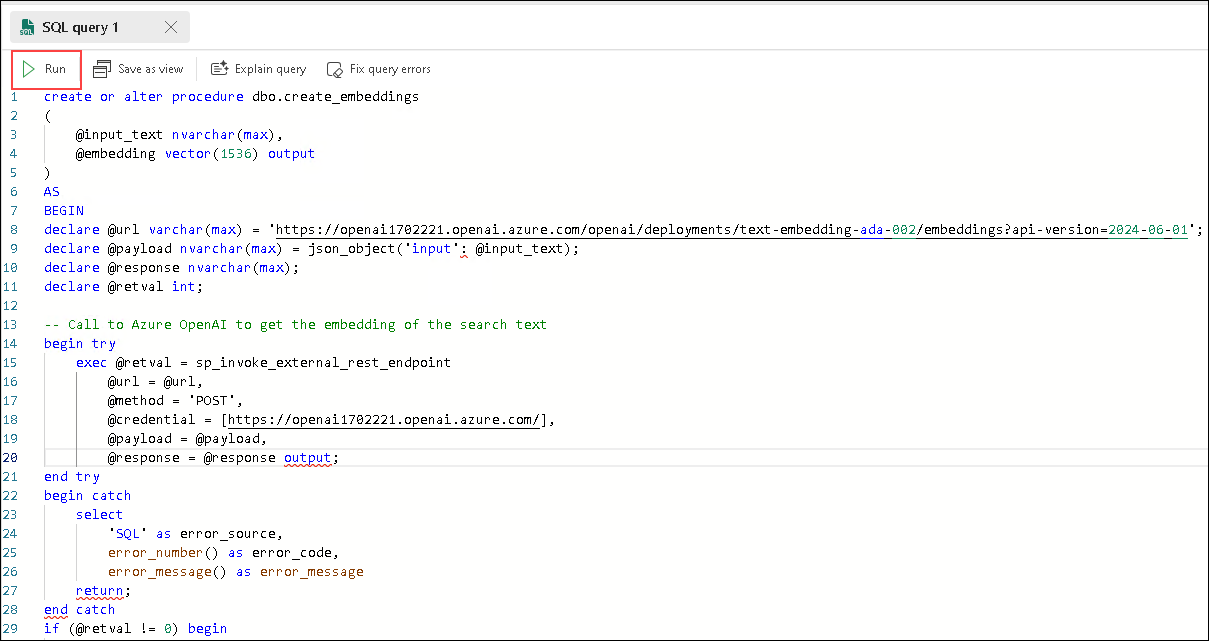 SQL query 1
Run Save as view Explain query Fix query errors
1 create or alter procedure dbo.create_embeddings
2 (
3 @input_text nvarchar(max),
4 @embedding vector(1536) output
5 )
6 AS
7 BEGIN
8 declare @url varchar(max) = 'https://openai1702221.openai.azure.com/openai/deployments/text-embedding-ada-002/embeddings?api-version=2024-06-01';
9 declare @payload nvarchar(max) = json_object('input': @input_text);
10 declare @response nvarchar(max);
11 declare @retval int;
12
13 -- Call to Azure OpenAI to get the embedding of the search text
14 begin try
15 exec @retval = sp_invoke_external_rest_endpoint
16 @url = @url,
17 @method = 'POST',
18 @credential = [https://openai1702221.openai.azure.com/],
19 @payload = @payload,
20 @response = @response output;
21 end try
22 begin catch
23 select
24 'SQL' as error_source,
25 error_number() as error_code,
26 error_message() as error_message
27 return;
28 end catch
29 if (@retval != 0) begin